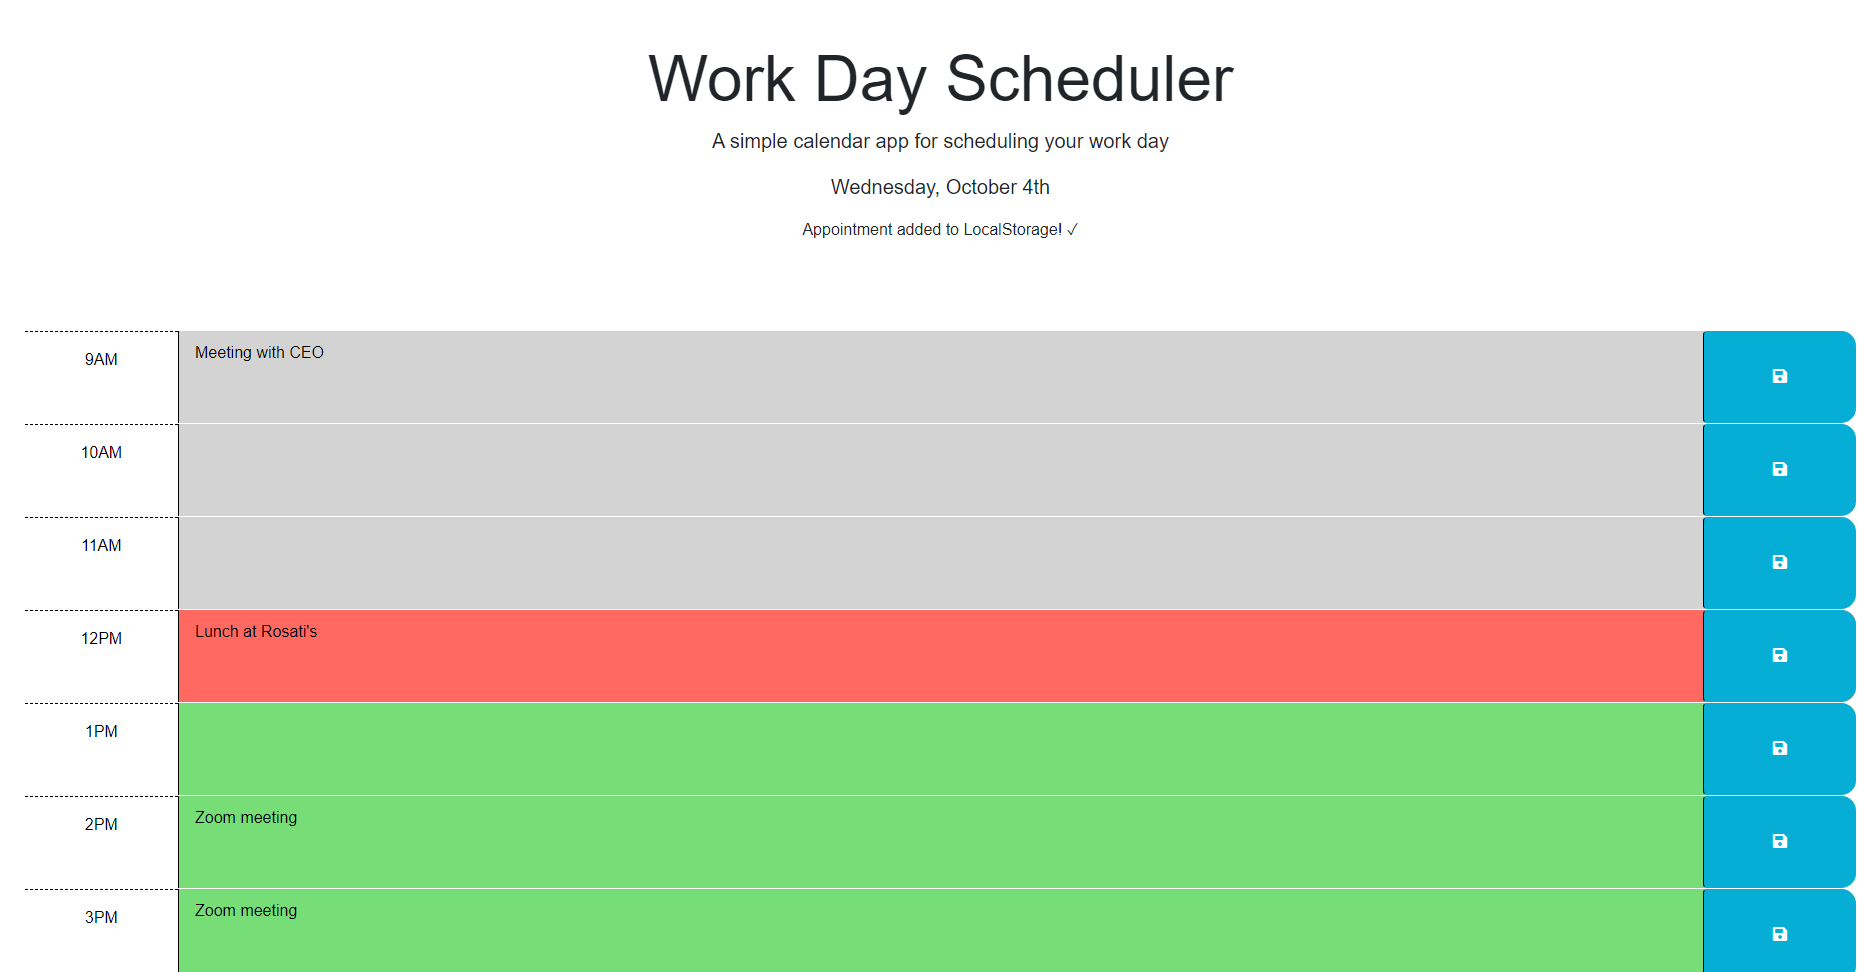 Work Day Scheduler
A simple calendar app for scheduling your work day
Wednesday, October 4th
Appointment added to LocalStorage! ✓
9AM
Meeting with CEO
10AM
11AM
12PM
Lunch at Rosati's
1PM
2PM
Zoom meeting
3PM
Zoom meeting